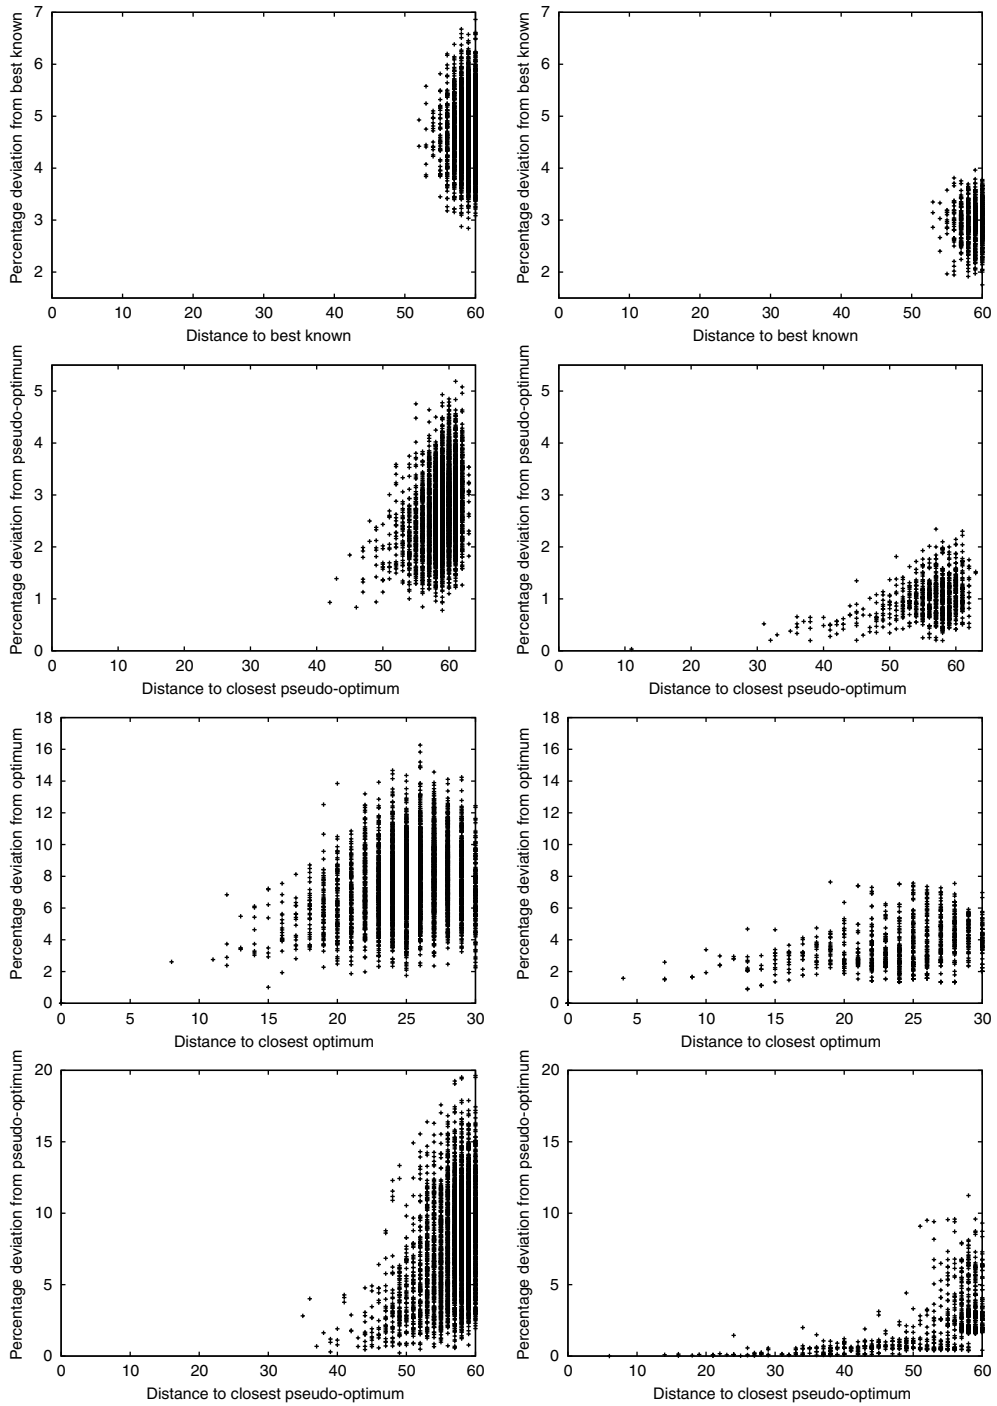 Percentage deviation from best known
7
6
5
4
3
2
0 10 20 30 40 50 60
Distance to best known
Percentage deviation from best known
7
6
5
4
3
2
0 10 20 30 40 50 60
Distance to best known
Percentage deviation from pseudo-optimum
5
4
3
2
1
0
0 10 20 30 40 50 60
Distance to closest pseudo-optimum
Percentage deviation from pseudo-optimum
5
4
3
2
1
0
0 10 20 30 40 50 60
Distance to closest pseudo-optimum
Percentage deviation from optimum
18
16
14
12
10
8
6
4
2
0
0 5 10 15 20 25 30
Distance to closest optimum
Percentage deviation from optimum
18
16
14
12
10
8
6
4
2
0
0 5 10 15 20 25 30
Distance to closest optimum
Percentage deviation from pseudo-optimum
20
15
10
5
0
0 10 20 30 40 50 60
Distance to closest pseudo-optimum
Percentage deviation from pseudo-optimum
20
15
10
5
0
0 10 20 30 40 50 60
Distance to closest pseudo-optimum